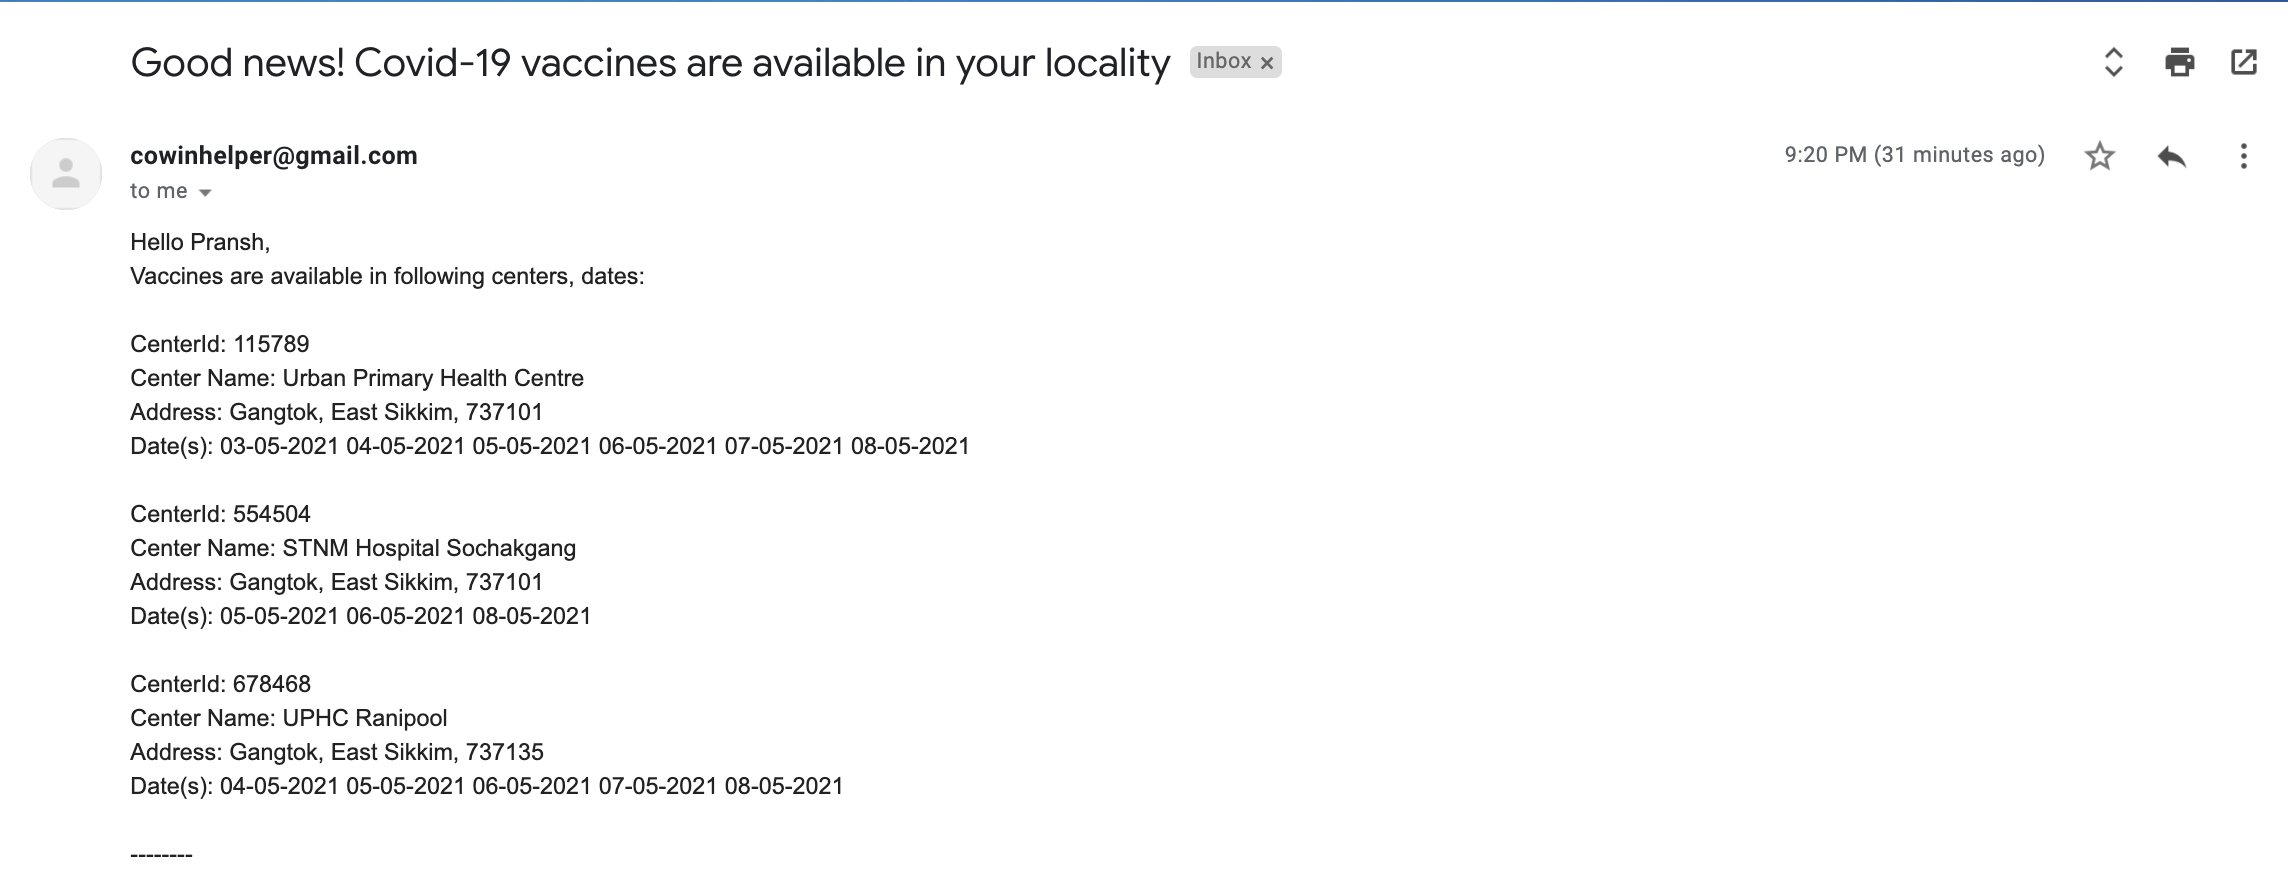 Good news! Covid-19 vaccines are available in your locality Inbox ×
cowinhelper@gmail.com 9:20 PM (31 minutes ago)
to me
Hello Pransh,
Vaccines are available in following centers, dates:
CenterId: 115789
Center Name: Urban Primary Health Centre
Address: Gangtok, East Sikkim, 737101
Date(s): 03-05-2021 04-05-2021 05-05-2021 06-05-2021 07-05-2021 08-05-2021
CenterId: 554504
Center Name: STNM Hospital Sochakgang
Address: Gangtok, East Sikkim, 737101
Date(s): 05-05-2021 06-05-2021 08-05-2021
CenterId: 678468
Center Name: UPHC Ranipool
Address: Gangtok, East Sikkim, 737135
Date(s): 04-05-2021 05-05-2021 06-05-2021 07-05-2021 08-05-2021
--------